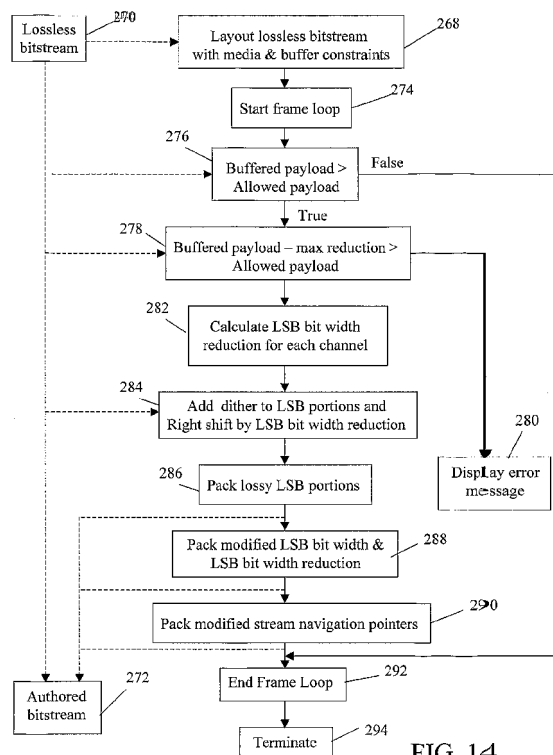 270
Lossless
bitstream
Layout lossless bitstream
with media & buffer constraints
268
274
Start frame loop
276
Buffered payload >
Allowed payload
False
True
278
Buffered payload – max reduction >
Allowed payload
282
Calculate LSB bit width
reduction for each channel
284
Add dither to LSB portions and
Right shift by LSB bit width reduction
280
Display error
message
286
Pack lossy LSB portions
288
Pack modified LSB bit width &
LSB bit width reduction
290
Pack modified stream navigation pointers
272
Authored
bitstream
292
End Frame Loop
294
Terminate
FIG. 14